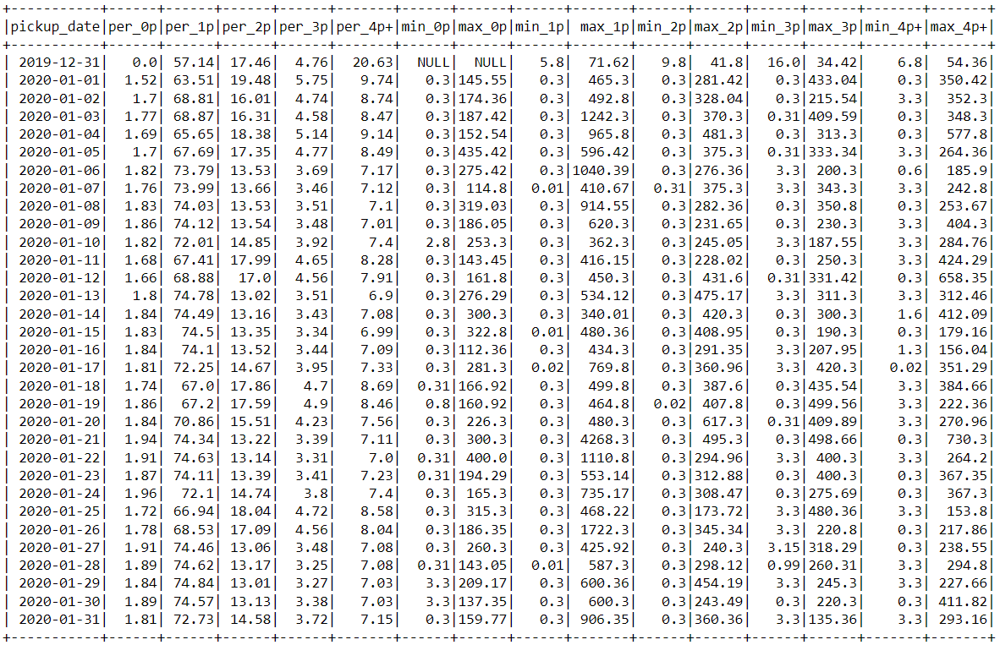 +-----------+------+------+------+------+-------+------+------+------+-------+------+------+------+------+-------+-------+
|pickup_date|per_0p|per_1p|per_2p|per_3p|per_4p+|min_0p|max_0p|min_1p| max_1p|min_2p|max_2p|min_3p|max_3p|min_4p+|max_4p+|
+-----------+------+------+------+------+-------+------+------+------+-------+------+------+------+------+-------+-------+
| 2019-12-31|   0.0| 57.14| 17.46|  4.76|  20.63|  NULL|  NULL|   5.8|  71.62|   9.8|  41.8|  16.0| 34.42|    6.8|  54.36|
| 2020-01-01|  1.52| 63.51| 19.48|  5.75|   9.74|   0.3|145.55|   0.3|  465.3|   0.3|281.42|   0.3|433.04|    0.3| 350.42|
| 2020-01-02|   1.7| 68.81| 16.01|  4.74|   8.74|   0.3|174.36|   0.3|  492.8|   0.3|328.04|   0.3|215.54|    3.3|  352.3|
| 2020-01-03|  1.77| 68.87| 16.31|  4.58|   8.47|   0.3|187.42|   0.3| 1242.3|   0.3| 370.3|  0.31|409.59|    0.3|  348.3|
| 2020-01-04|  1.69| 65.65| 18.38|  5.14|   9.14|   0.3|152.54|   0.3|  965.8|   0.3| 481.3|   0.3| 313.3|    0.3|  577.8|
| 2020-01-05|   1.7| 67.69| 17.35|  4.77|   8.49|   0.3|435.42|   0.3| 596.42|   0.3| 375.3|  0.31|333.34|    3.3| 264.36|
| 2020-01-06|  1.82| 73.79| 13.53|  3.69|   7.17|   0.3|275.42|   0.3|1040.39|   0.3|276.36|   3.3| 200.3|    0.6|  185.9|
| 2020-01-07|  1.76| 73.99| 13.66|  3.46|   7.12|   0.3| 114.8|  0.01| 410.67|  0.31| 375.3|   3.3| 343.3|    3.3|  242.8|
| 2020-01-08|  1.83| 74.03| 13.53|  3.51|    7.1|   0.3|319.03|   0.3| 914.55|   0.3|282.36|   0.3| 350.8|    0.3| 253.67|
| 2020-01-09|  1.86| 74.12| 13.54|  3.48|   7.01|   0.3|186.05|   0.3|  620.3|   0.3|231.65|   0.3| 230.3|    3.3|  404.3|
| 2020-01-10|  1.82| 72.01| 14.85|  3.92|    7.4|   2.8| 253.3|   0.3|  362.3|   0.3|245.05|   3.3|187.55|    3.3| 284.76|
| 2020-01-11|  1.68| 67.41| 17.99|  4.65|   8.28|   0.3|143.45|   0.3| 416.15|   0.3|228.02|   0.3| 250.3|    3.3| 424.29|
| 2020-01-12|  1.66| 68.88|  17.0|  4.56|   7.91|   0.3| 161.8|   0.3|  450.3|   0.3| 431.6|  0.31|331.42|    0.3| 658.35|
| 2020-01-13|   1.8| 74.78| 13.02|  3.51|    6.9|   0.3|276.29|   0.3| 534.12|   0.3|475.17|   3.3| 311.3|    3.3| 312.46|
| 2020-01-14|  1.84| 74.49| 13.16|  3.43|   7.08|   0.3| 300.3|   0.3| 340.01|   0.3| 420.3|   0.3| 300.3|    1.6| 412.09|
| 2020-01-15|  1.83|  74.5| 13.35|  3.34|   6.99|   0.3| 322.8|  0.01| 480.36|   0.3|408.95|   0.3| 190.3|    0.3| 179.16|
| 2020-01-16|  1.84|  74.1| 13.52|  3.44|   7.09|   0.3|112.36|   0.3|  434.3|   0.3|291.35|   3.3|207.95|    1.3| 156.04|
| 2020-01-17|  1.81| 72.25| 14.67|  3.95|   7.33|   0.3| 281.3|  0.02|  769.8|   0.3|360.96|   3.3| 420.3|   0.02| 351.29|
| 2020-01-18|  1.74|  67.0| 17.86|   4.7|   8.69|  0.31|166.92|   0.3|  499.8|   0.3| 387.6|   0.3|435.54|    3.3| 384.66|
| 2020-01-19|  1.86|  67.2| 17.59|   4.9|   8.46|   0.8|160.92|   0.3|  464.8|  0.02| 407.8|   0.3|499.56|    3.3| 222.36|
| 2020-01-20|  1.84| 70.86| 15.51|  4.23|   7.56|   0.3| 226.3|   0.3|  480.3|   0.3| 617.3|  0.31|409.89|    3.3| 270.96|
| 2020-01-21|  1.94| 74.34| 13.22|  3.39|   7.11|   0.3| 300.3|   0.3| 4268.3|   0.3| 495.3|   0.3|498.66|    0.3|  730.3|
| 2020-01-22|  1.91| 74.63| 13.14|  3.31|    7.0|  0.31| 400.0|   0.3| 1110.8|   0.3|294.96|   3.3| 400.3|    3.3|  264.2|
| 2020-01-23|  1.87| 74.11| 13.39|  3.41|   7.23|  0.31|194.29|   0.3| 553.14|   0.3|312.88|   0.3| 400.3|    0.3| 367.35|
| 2020-01-24|  1.96|  72.1| 14.74|   3.8|    7.4|   0.3| 165.3|   0.3| 735.17|   0.3|308.47|   0.3|275.69|    0.3|  367.3|
| 2020-01-25|  1.72| 66.94| 18.04|  4.72|   8.58|   0.3| 315.3|   0.3| 468.22|   0.3|173.72|   3.3|480.36|    3.3|  153.8|
| 2020-01-26|  1.78| 68.53| 17.09|  4.56|   8.04|   0.3|186.35|   0.3| 1722.3|   0.3|345.34|   3.3| 220.8|    0.3| 217.86|
| 2020-01-27|  1.91| 74.46| 13.06|  3.48|   7.08|   0.3| 260.3|   0.3| 425.92|   0.3| 240.3|  3.15|318.29|    0.3| 238.55|
| 2020-01-28|  1.89| 74.62| 13.17|  3.25|   7.08|  0.31|143.05|  0.01|  587.3|   0.3|298.12|  0.99|260.31|    3.3|  294.8|
| 2020-01-29|  1.84| 74.84| 13.01|  3.27|   7.03|   3.3|209.17|   0.3| 600.36|   0.3|454.19|   3.3| 245.3|    3.3| 227.66|
| 2020-01-30|  1.89| 74.57| 13.13|  3.38|   7.03|   3.3|137.35|   0.3|  600.3|   0.3|243.49|   3.3| 220.3|    0.3| 411.82|
| 2020-01-31|  1.81| 72.73| 14.58|  3.72|   7.15|   0.3|159.77|   0.3| 906.35|   0.3|360.36|   3.3|135.36|    3.3| 293.16|
+-----------+------+------+------+------+-------+------+------+------+-------+------+------+------+------+-------+-------+